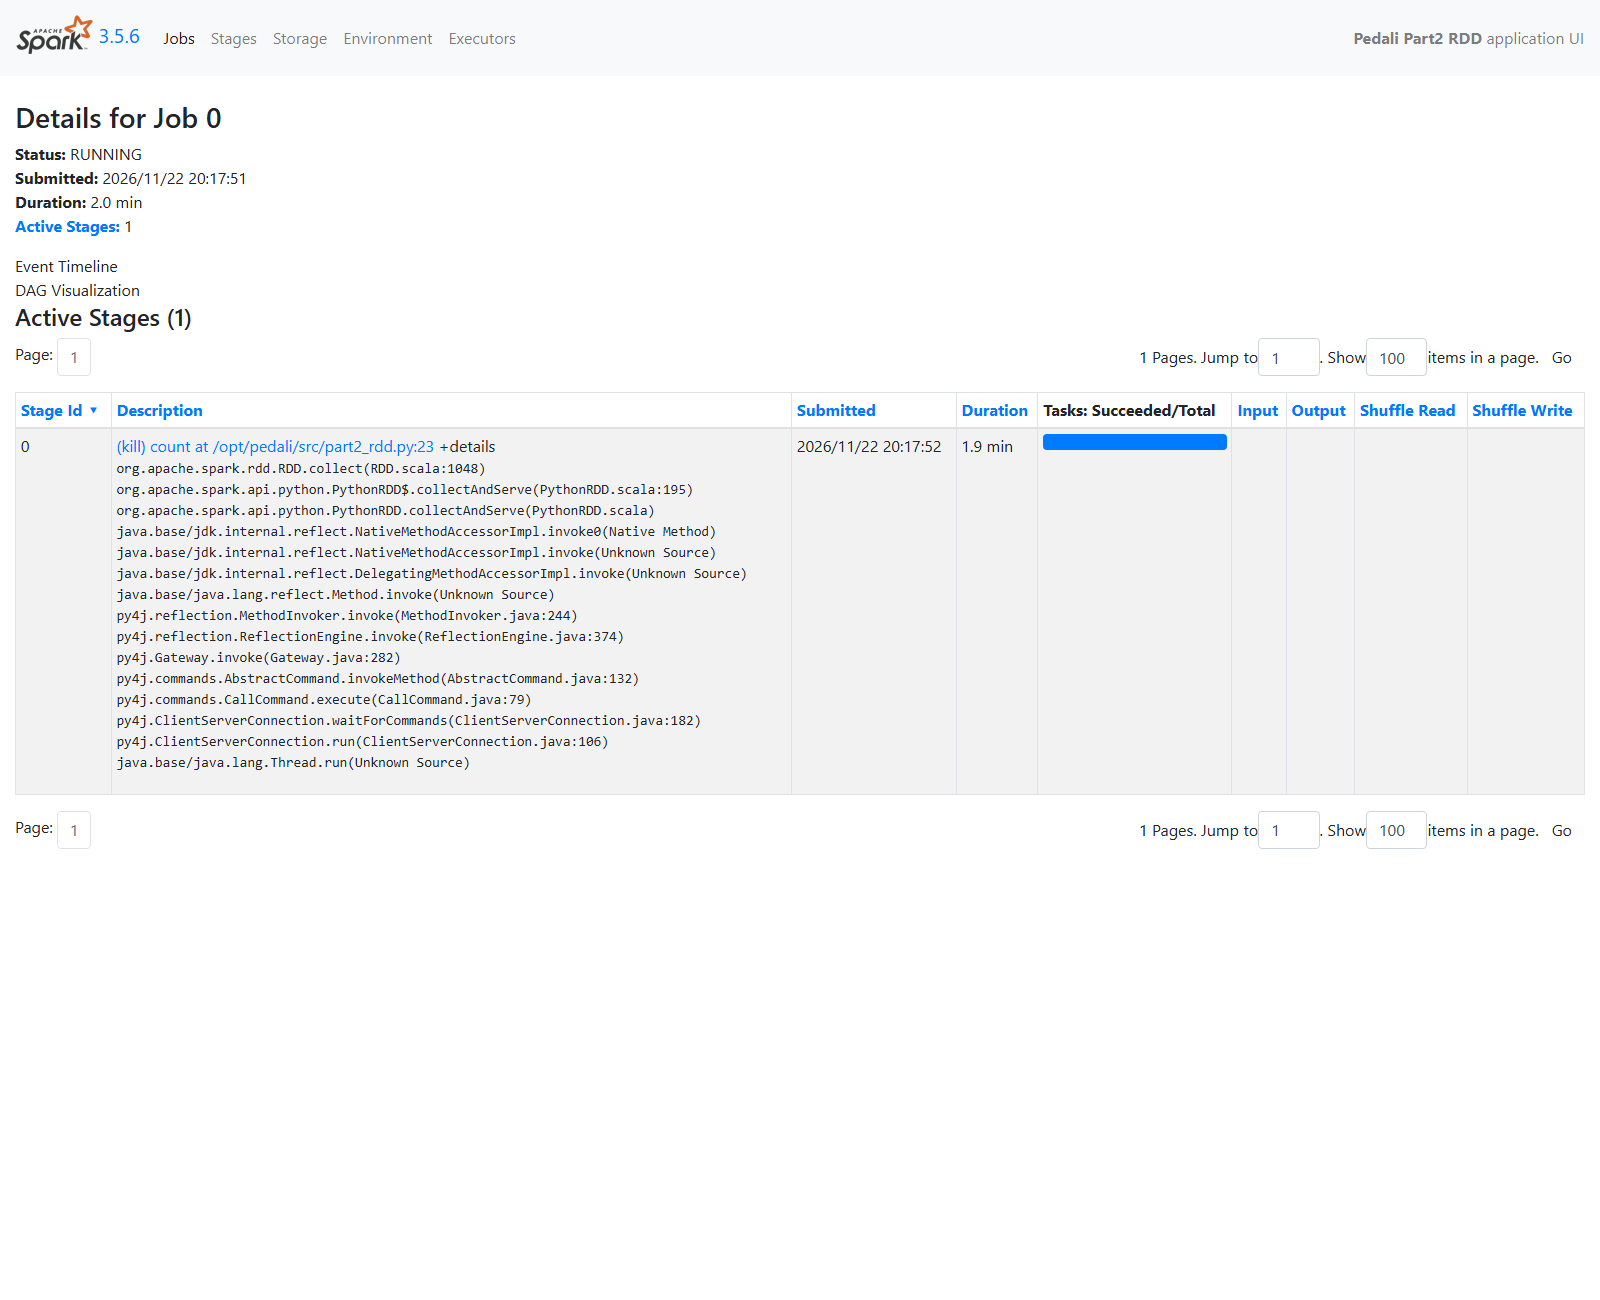 APACHE Spark 3.5.6 Jobs Stages Storage Environment Executors Pedali Part2 RDD application UI
Details for Job 0
Status: RUNNING
Submitted: 2026/11/22 20:17:51
Duration: 2.0 min
Active Stages: 1
Event Timeline
DAG Visualization
Active Stages (1)
Page: 1 1 Pages. Jump to 1 . Show 100 items in a page. Go
Stage Id ▾ Description Submitted Duration Tasks: Succeeded/Total Input Output Shuffle Read Shuffle Write
0 (kill) count at /opt/pedali/src/part2_rdd.py:23 +details 2026/11/22 20:17:52 1.9 min
org.apache.spark.rdd.RDD.collect(RDD.scala:1048)
org.apache.spark.api.python.PythonRDD$.collectAndServe(PythonRDD.scala:195)
org.apache.spark.api.python.PythonRDD.collectAndServe(PythonRDD.scala)
java.base/jdk.internal.reflect.NativeMethodAccessorImpl.invoke0(Native Method)
java.base/jdk.internal.reflect.NativeMethodAccessorImpl.invoke(Unknown Source)
java.base/jdk.internal.reflect.DelegatingMethodAccessorImpl.invoke(Unknown Source)
java.base/java.lang.reflect.Method.invoke(Unknown Source)
py4j.reflection.MethodInvoker.invoke(MethodInvoker.java:244)
py4j.reflection.ReflectionEngine.invoke(ReflectionEngine.java:374)
py4j.Gateway.invoke(Gateway.java:282)
py4j.commands.AbstractCommand.invokeMethod(AbstractCommand.java:132)
py4j.commands.CallCommand.execute(CallCommand.java:79)
py4j.ClientServerConnection.waitForCommands(ClientServerConnection.java:182)
py4j.ClientServerConnection.run(ClientServerConnection.java:106)
java.base/java.lang.Thread.run(Unknown Source)
Page: 1 1 Pages. Jump to 1 . Show 100 items in a page. Go